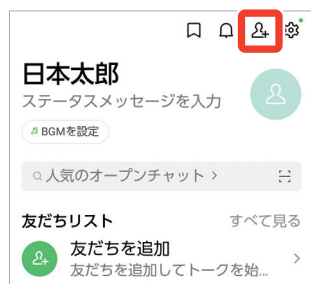 日本太郎
ステータスメッセージを入力
BGMを設定
人気のオープンチャット
友だちリスト すべて見る
友だちを追加
友だちを追加してトークを始...